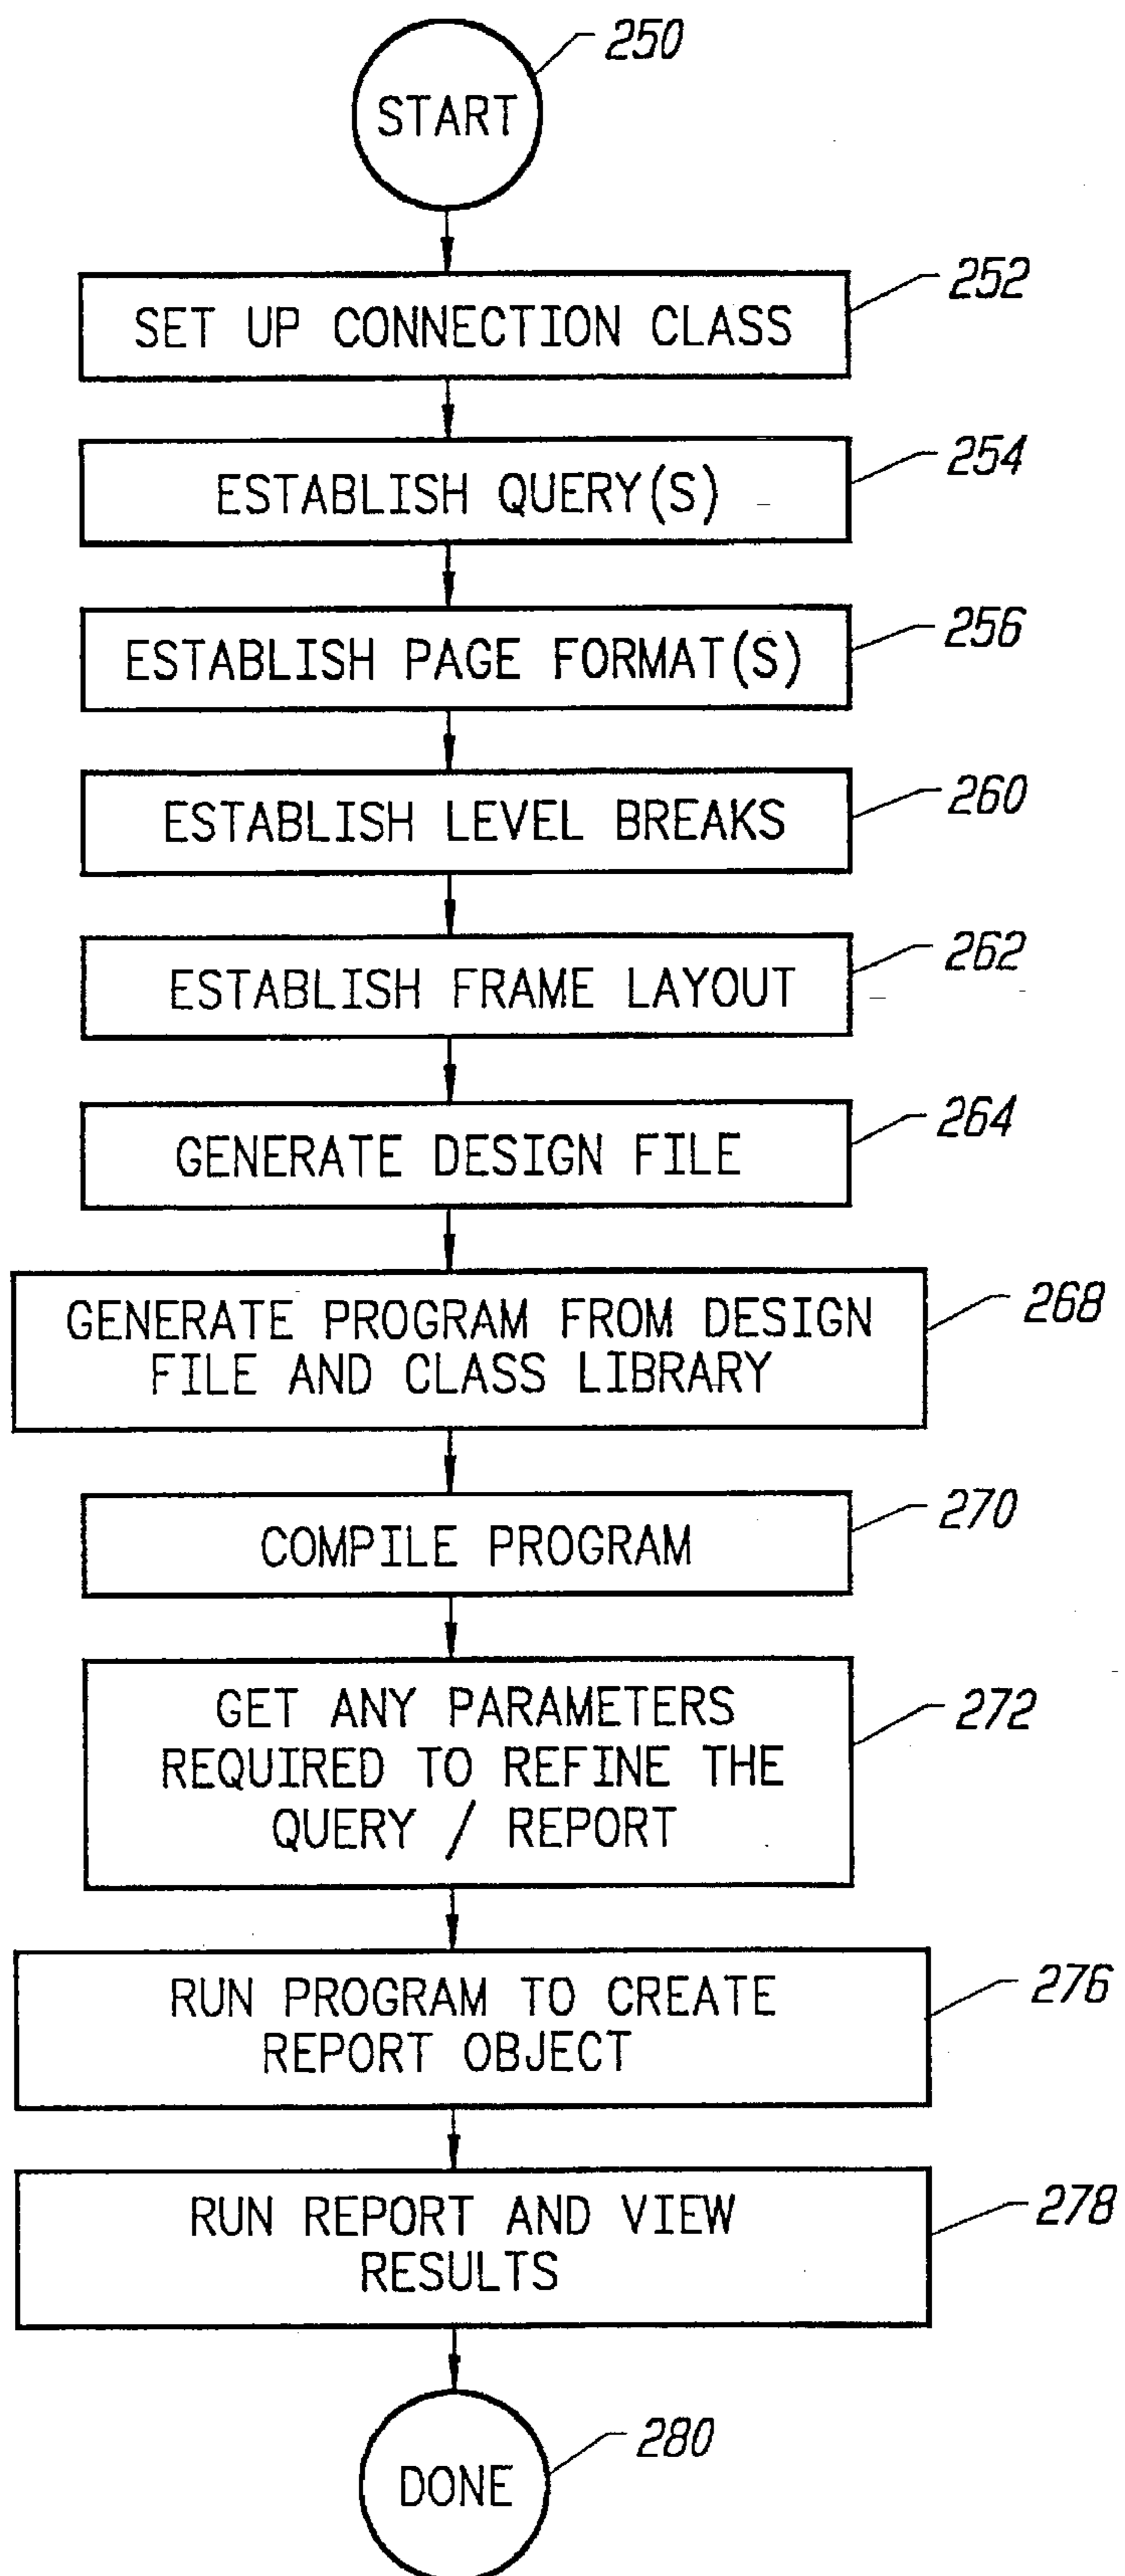 250
START
252
SET UP CONNECTION CLASS
254
ESTABLISH QUERY(S)
256
ESTABLISH PAGE FORMAT(S)
260
ESTABLISH LEVEL BREAKS
262
ESTABLISH FRAME LAYOUT
264
GENERATE DESIGN FILE
268
GENERATE PROGRAM FROM DESIGN
FILE AND CLASS LIBRARY
270
COMPILE PROGRAM
272
GET ANY PARAMETERS
REQUIRED TO REFINE THE
QUERY / REPORT
276
RUN PROGRAM TO CREATE
REPORT OBJECT
278
RUN REPORT AND VIEW
RESULTS
280
DONE